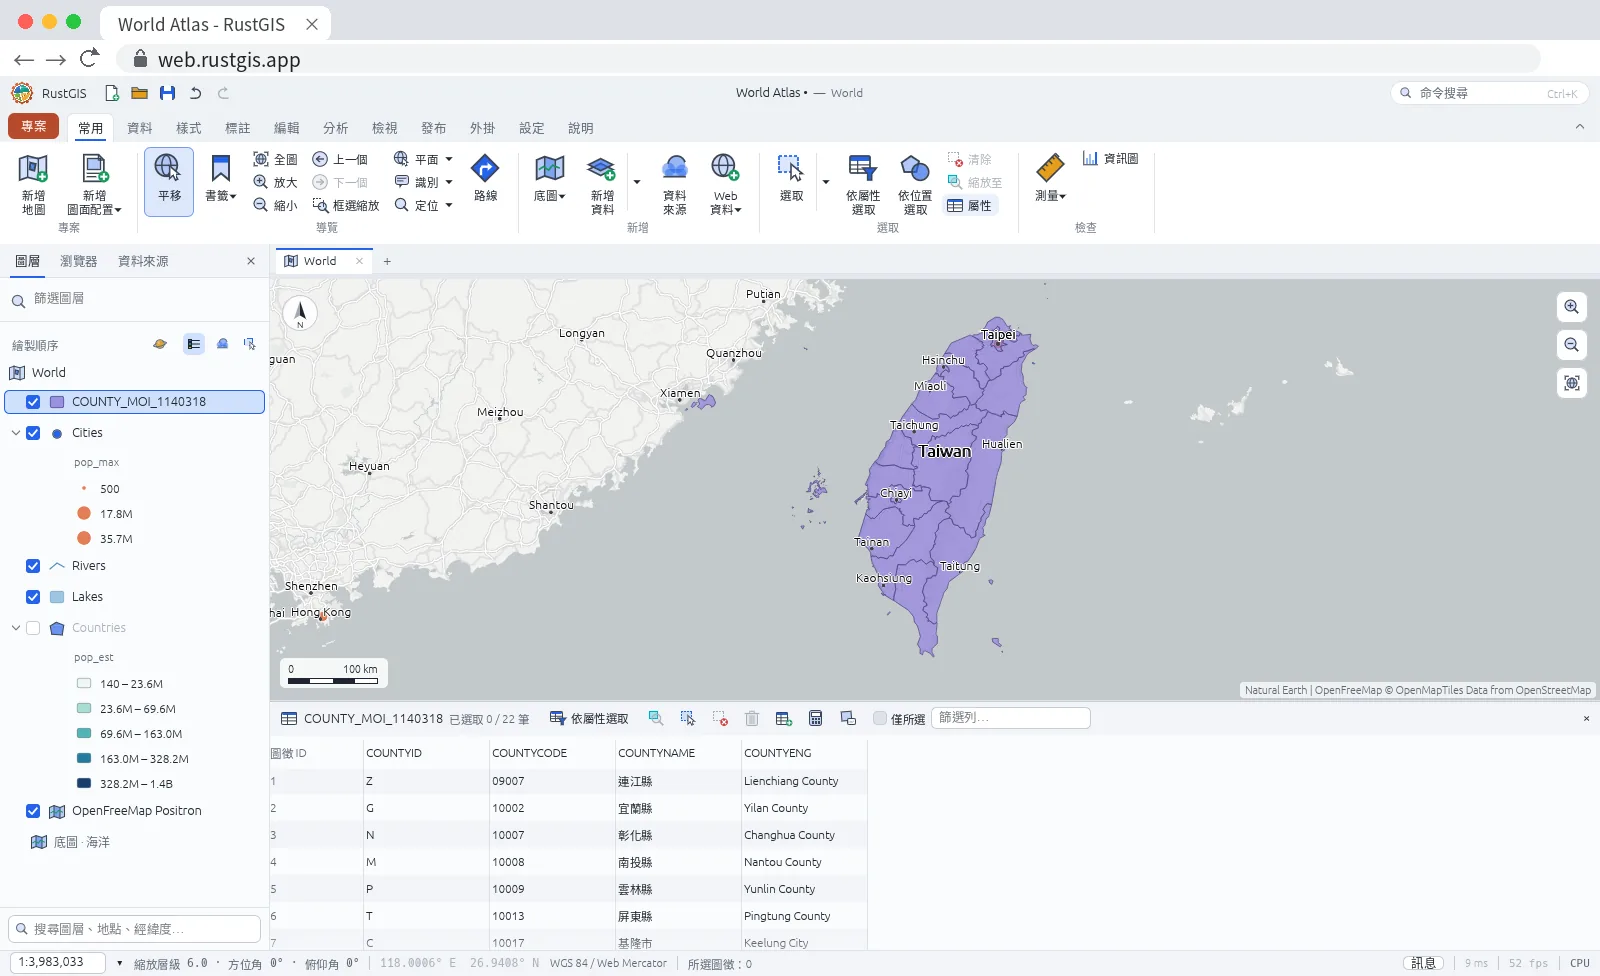 World Atlas - RustGIS
web.rustgis.app
RustGIS
World Atlas • — World
命令搜尋 Ctrl+K
專案 常用 資料 樣式 標註 編輯 分析 檢視 發布 外掛 設定 說明
新增地圖
新增圖面配置
專案
平移
書籤
全圖
放大
縮小
上一個
下一個
框選縮放
平面
識別
定位
路線
導覽
底圖
新增資料
資料來源
Web資料
新增
選取
依屬性選取
依位置選取
清除
縮放至
屬性
選取
測量
資訊圖
檢查
圖層 瀏覽器 資料來源
篩選圖層
繪製順序
World
COUNTY_MOI_1140318
Cities
pop_max
500
17.8M
35.7M
Rivers
Lakes
Countries
pop_est
140 – 23.6M
23.6M – 69.6M
69.6M – 163.0M
163.0M – 328.2M
328.2M – 1.4B
OpenFreeMap Positron
底圖 · 海洋
搜尋圖層、地點、經緯度…
World
N
Putian
Longyan
guan
Quanzhou
Xiamen
Meizhou
Heyuan
Shantou
Shenzhen
hai Hong Kong
Taipei
Hsinchu
Miaoli
Taichung
Hualien
Taiwan
Chiayi
Tainan
Taitung
Kaohsiung
0 100 km
Natural Earth | OpenFreeMap © OpenMapTiles Data from OpenStreetMap
COUNTY_MOI_1140318 已選取 0 / 22 筆 依屬性選取 僅所選 篩選列…
圖徵 ID COUNTYID COUNTYCODE COUNTYNAME COUNTYENG
1 Z 09007 連江縣 Lienchiang County
2 G 10002 宜蘭縣 Yilan County
3 N 10007 彰化縣 Changhua County
4 M 10008 南投縣 Nantou County
5 P 10009 雲林縣 Yunlin County
6 T 10013 屏東縣 Pingtung County
7 C 10017 基隆市 Keelung City
1:3,983,033 縮放層級 6.0 · 方位角 0° · 俯仰角 0° 118.0006° E 26.9408° N WGS 84 / Web Mercator 所選圖徵：0 訊息 9 ms 52 fps CPU